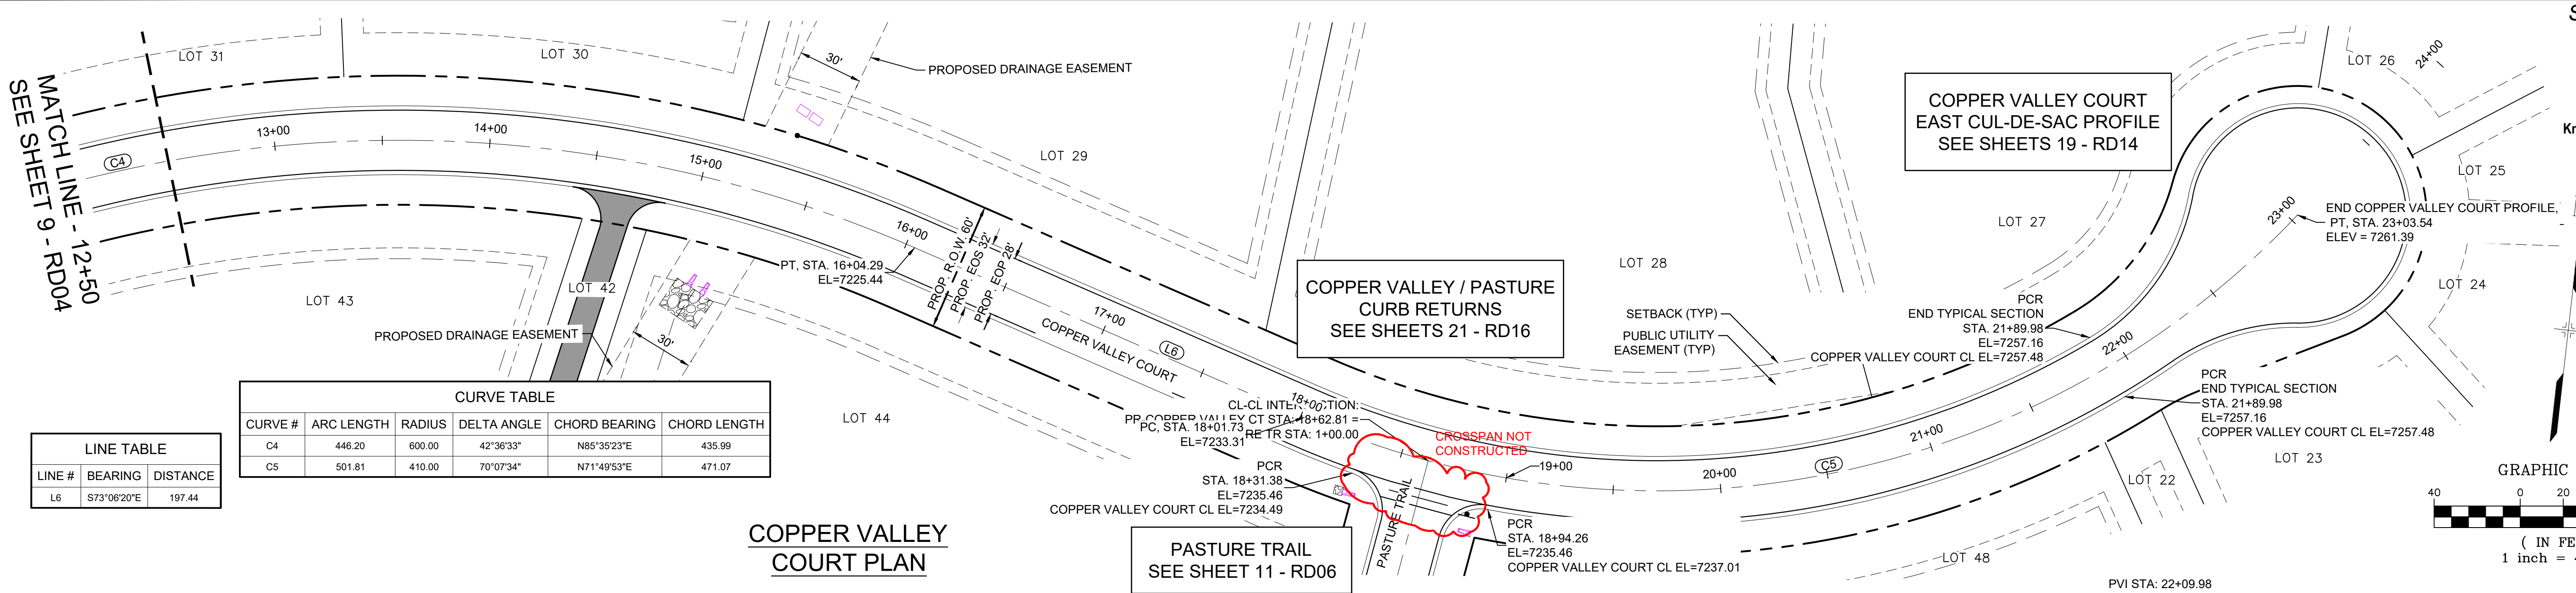 MATCH LINE - 12+50
SEE SHEET 9 - RD04
LOT 31
LOT 30
30'
PROPOSED DRAINAGE EASEMENT
LOT 29
C4
13+00
14+00
15+00
16+00
PT, STA. 16+04.29
EL=7225.44
PROP. R.O.W. 60'
PROP. EOS 32'
PROP. EOP 28'
17+00
L6
COPPER VALLEY COURT
LOT 43
LOT 42
PROPOSED DRAINAGE EASEMENT
30'
LOT 44
LINE TABLE
LINE # BEARING DISTANCE
L6 S73°06'20"E 197.44
CURVE TABLE
CURVE # ARC LENGTH RADIUS DELTA ANGLE CHORD BEARING CHORD LENGTH
C4 446.20 600.00 42°36'33" N85°35'23"E 435.99
C5 501.81 410.00 70°07'34" N71°49'53"E 471.07
COPPER VALLEY
COURT PLAN
COPPER VALLEY / PASTURE
CURB RETURNS
SEE SHEETS 21 - RD16
18+00
CL-CL
COPPER VALLEY CT STA: 18+62.81 =
TR STA: 1+00.00
PC, STA. 18+01.73
EL=7233.31
PCR
STA. 18+31.38
EL=7235.46
COPPER VALLEY COURT CL EL=7234.49
CROSSPAN NOT
CONSTRUCTED
PASTURE TRAIL
PASTURE TRAIL
SEE SHEET 11 - RD06
PCR
STA. 18+94.26
EL=7235.46
COPPER VALLEY COURT CL EL=7237.01
19+00
20+00
C5
21+00
22+00
23+00
24+00
LOT 28
SETBACK (TYP)
PUBLIC UTILITY
EASEMENT (TYP)
COPPER VALLEY COURT
EAST CUL-DE-SAC PROFILE
SEE SHEETS 19 - RD14
LOT 27
PCR
END TYPICAL SECTION
STA. 21+89.98
EL=7257.16
COPPER VALLEY COURT CL EL=7257.48
LOT 26
LOT 25
END COPPER VALLEY COURT PROFILE,
PT, STA. 23+03.54
ELEV = 7261.39
LOT 24
PCR
END TYPICAL SECTION
STA. 21+89.98
EL=7257.16
COPPER VALLEY COURT CL EL=7257.48
LOT 23
LOT 22
LOT 48
PVI STA: 22+09.98
GRAPHIC
40 0 20
( IN FE
1 inch =